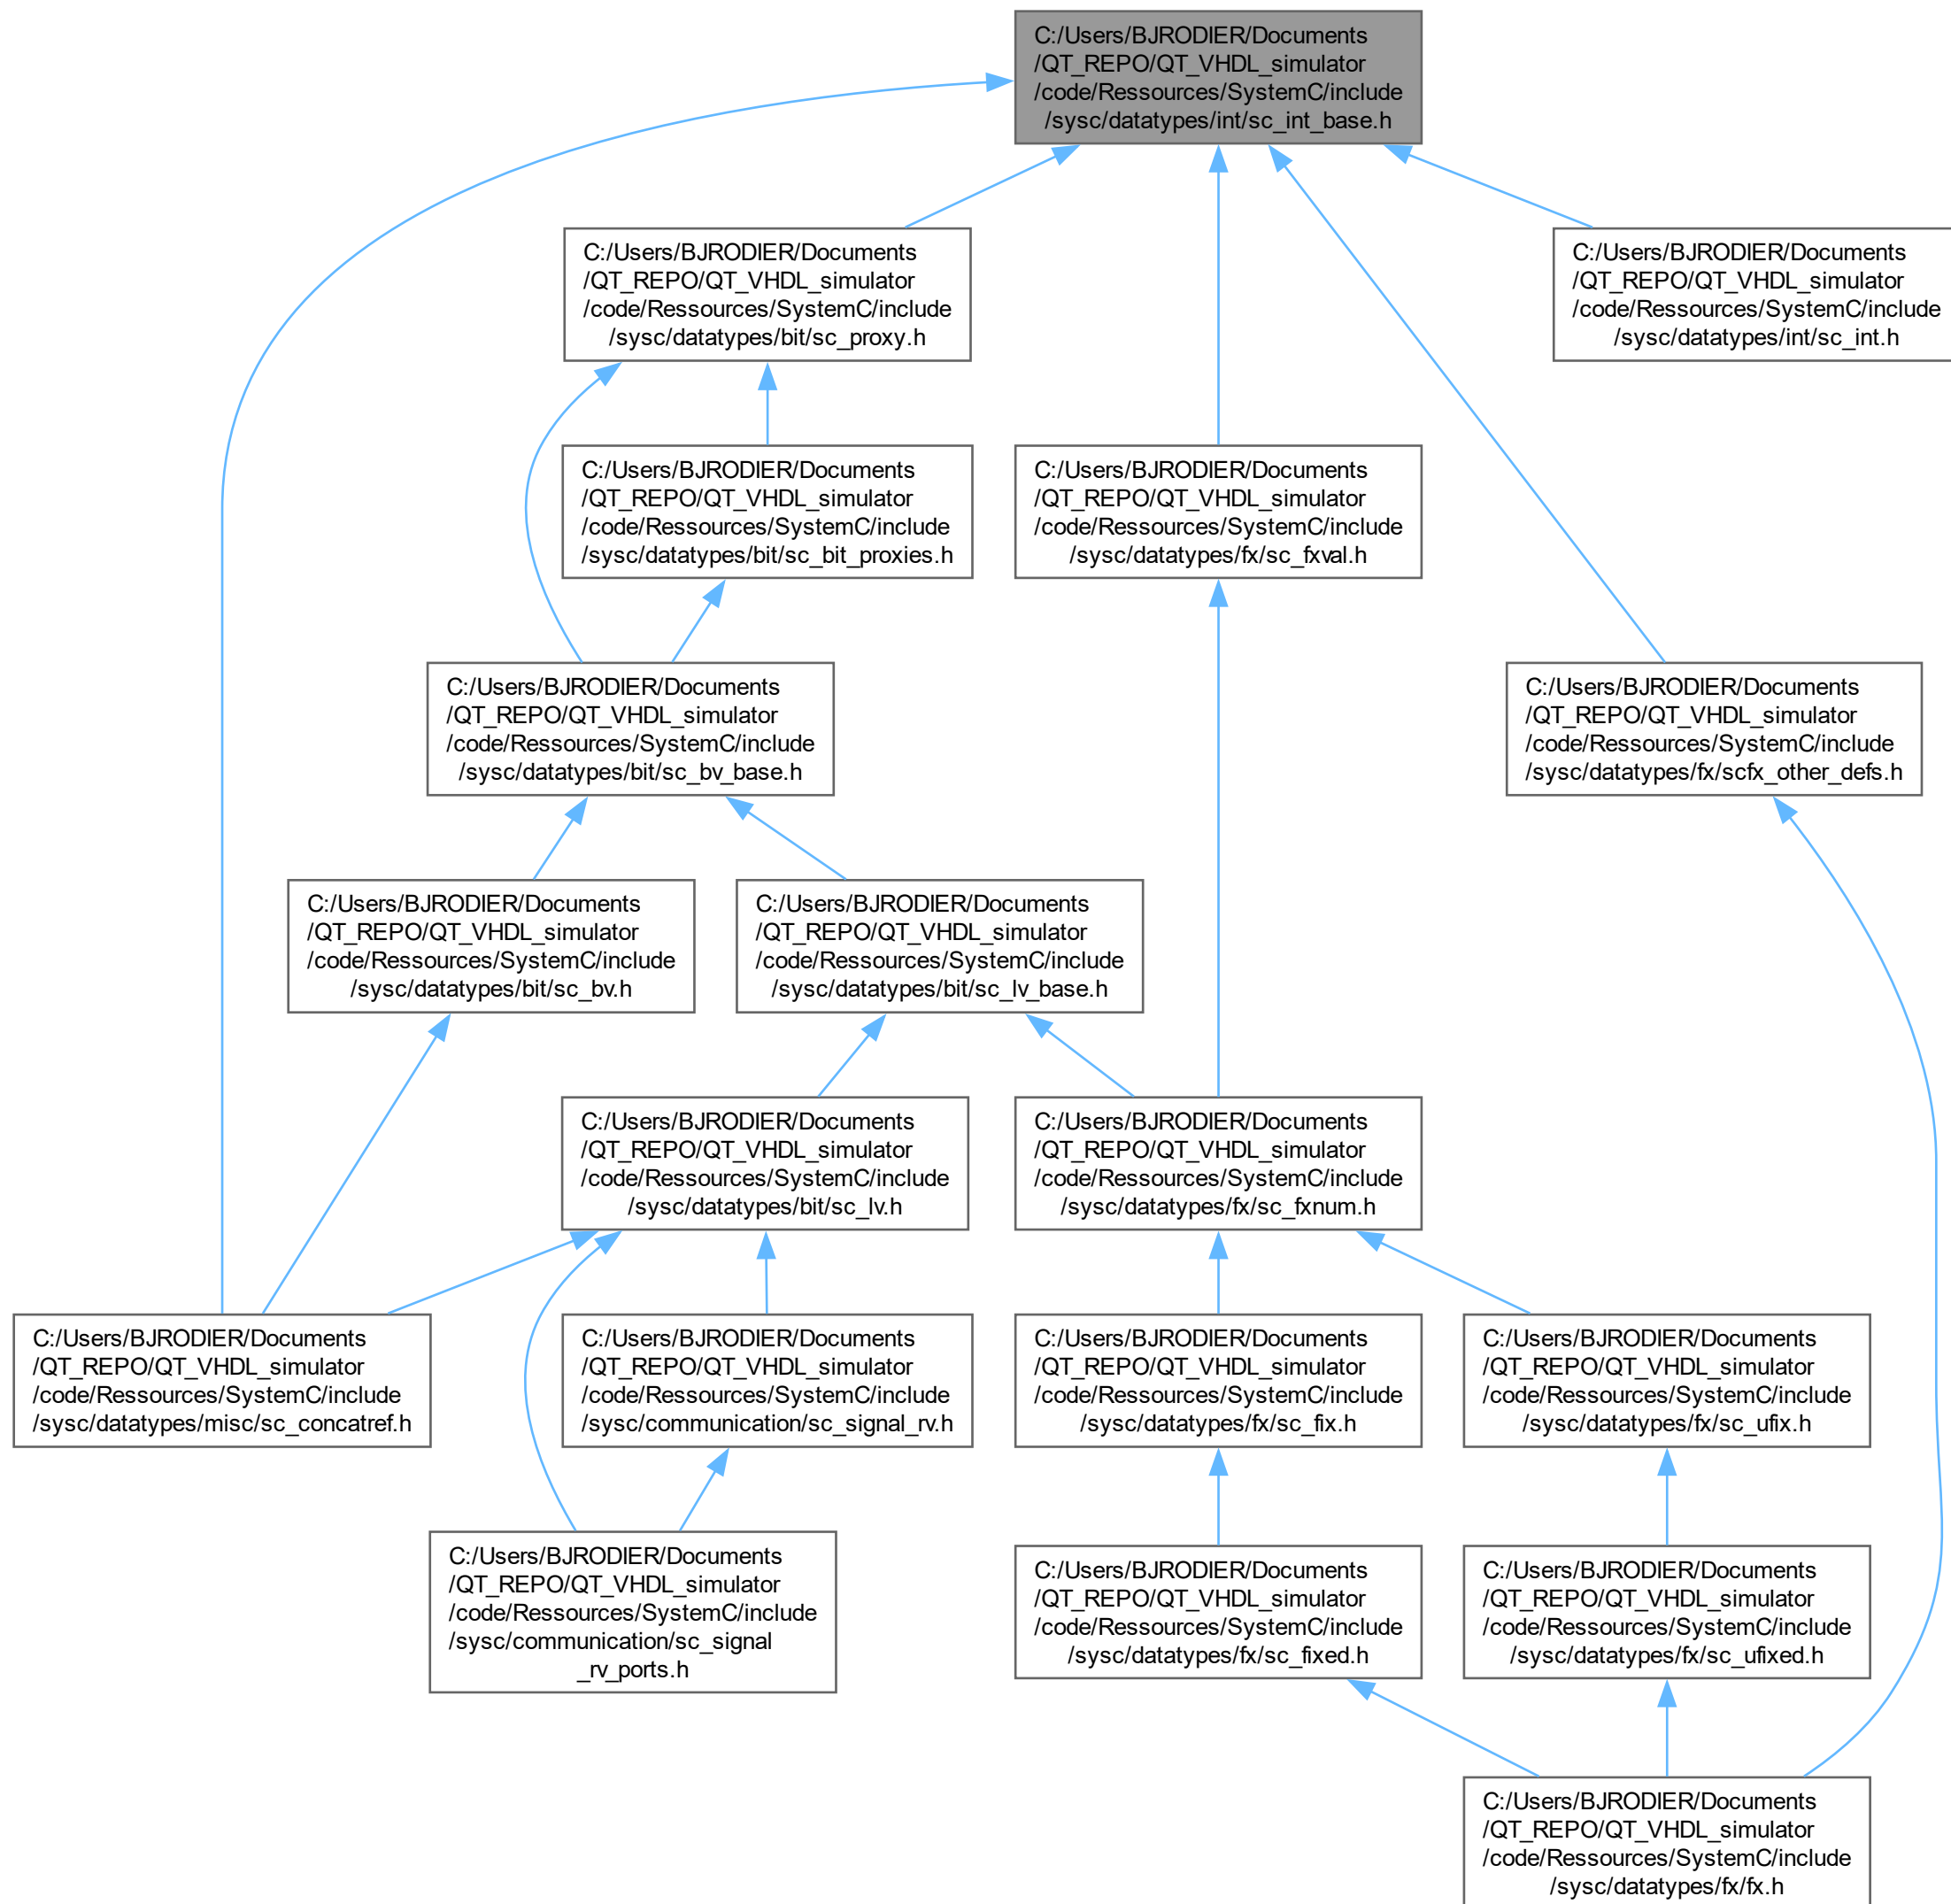 C:/Users/BJRODIER/Documents
/QT_REPO/QT_VHDL_simulator
/code/Ressources/SystemC/include
/sysc/datatypes/int/sc_int_base.h
C:/Users/BJRODIER/Documents
/QT_REPO/QT_VHDL_simulator
/code/Ressources/SystemC/include
/sysc/datatypes/bit/sc_proxy.h
C:/Users/BJRODIER/Documents
/QT_REPO/QT_VHDL_simulator
/code/Ressources/SystemC/include
/sysc/datatypes/int/sc_int.h
C:/Users/BJRODIER/Documents
/QT_REPO/QT_VHDL_simulator
/code/Ressources/SystemC/include
/sysc/datatypes/bit/sc_bit_proxies.h
C:/Users/BJRODIER/Documents
/QT_REPO/QT_VHDL_simulator
/code/Ressources/SystemC/include
/sysc/datatypes/fx/sc_fxval.h
C:/Users/BJRODIER/Documents
/QT_REPO/QT_VHDL_simulator
/code/Ressources/SystemC/include
/sysc/datatypes/bit/sc_bv_base.h
C:/Users/BJRODIER/Documents
/QT_REPO/QT_VHDL_simulator
/code/Ressources/SystemC/include
/sysc/datatypes/fx/scfx_other_defs.h
C:/Users/BJRODIER/Documents
/QT_REPO/QT_VHDL_simulator
/code/Ressources/SystemC/include
/sysc/datatypes/bit/sc_bv.h
C:/Users/BJRODIER/Documents
/QT_REPO/QT_VHDL_simulator
/code/Ressources/SystemC/include
/sysc/datatypes/bit/sc_lv_base.h
C:/Users/BJRODIER/Documents
/QT_REPO/QT_VHDL_simulator
/code/Ressources/SystemC/include
/sysc/datatypes/bit/sc_lv.h
C:/Users/BJRODIER/Documents
/QT_REPO/QT_VHDL_simulator
/code/Ressources/SystemC/include
/sysc/datatypes/fx/sc_fxnum.h
C:/Users/BJRODIER/Documents
/QT_REPO/QT_VHDL_simulator
/code/Ressources/SystemC/include
/sysc/datatypes/misc/sc_concatref.h
C:/Users/BJRODIER/Documents
/QT_REPO/QT_VHDL_simulator
/code/Ressources/SystemC/include
/sysc/communication/sc_signal_rv.h
C:/Users/BJRODIER/Documents
/QT_REPO/QT_VHDL_simulator
/code/Ressources/SystemC/include
/sysc/datatypes/fx/sc_fix.h
C:/Users/BJRODIER/Documents
/QT_REPO/QT_VHDL_simulator
/code/Ressources/SystemC/include
/sysc/datatypes/fx/sc_ufix.h
C:/Users/BJRODIER/Documents
/QT_REPO/QT_VHDL_simulator
/code/Ressources/SystemC/include
/sysc/communication/sc_signal
_rv_ports.h
C:/Users/BJRODIER/Documents
/QT_REPO/QT_VHDL_simulator
/code/Ressources/SystemC/include
/sysc/datatypes/fx/sc_fixed.h
C:/Users/BJRODIER/Documents
/QT_REPO/QT_VHDL_simulator
/code/Ressources/SystemC/include
/sysc/datatypes/fx/sc_ufixed.h
C:/Users/BJRODIER/Documents
/QT_REPO/QT_VHDL_simulator
/code/Ressources/SystemC/include
/sysc/datatypes/fx/fx.h